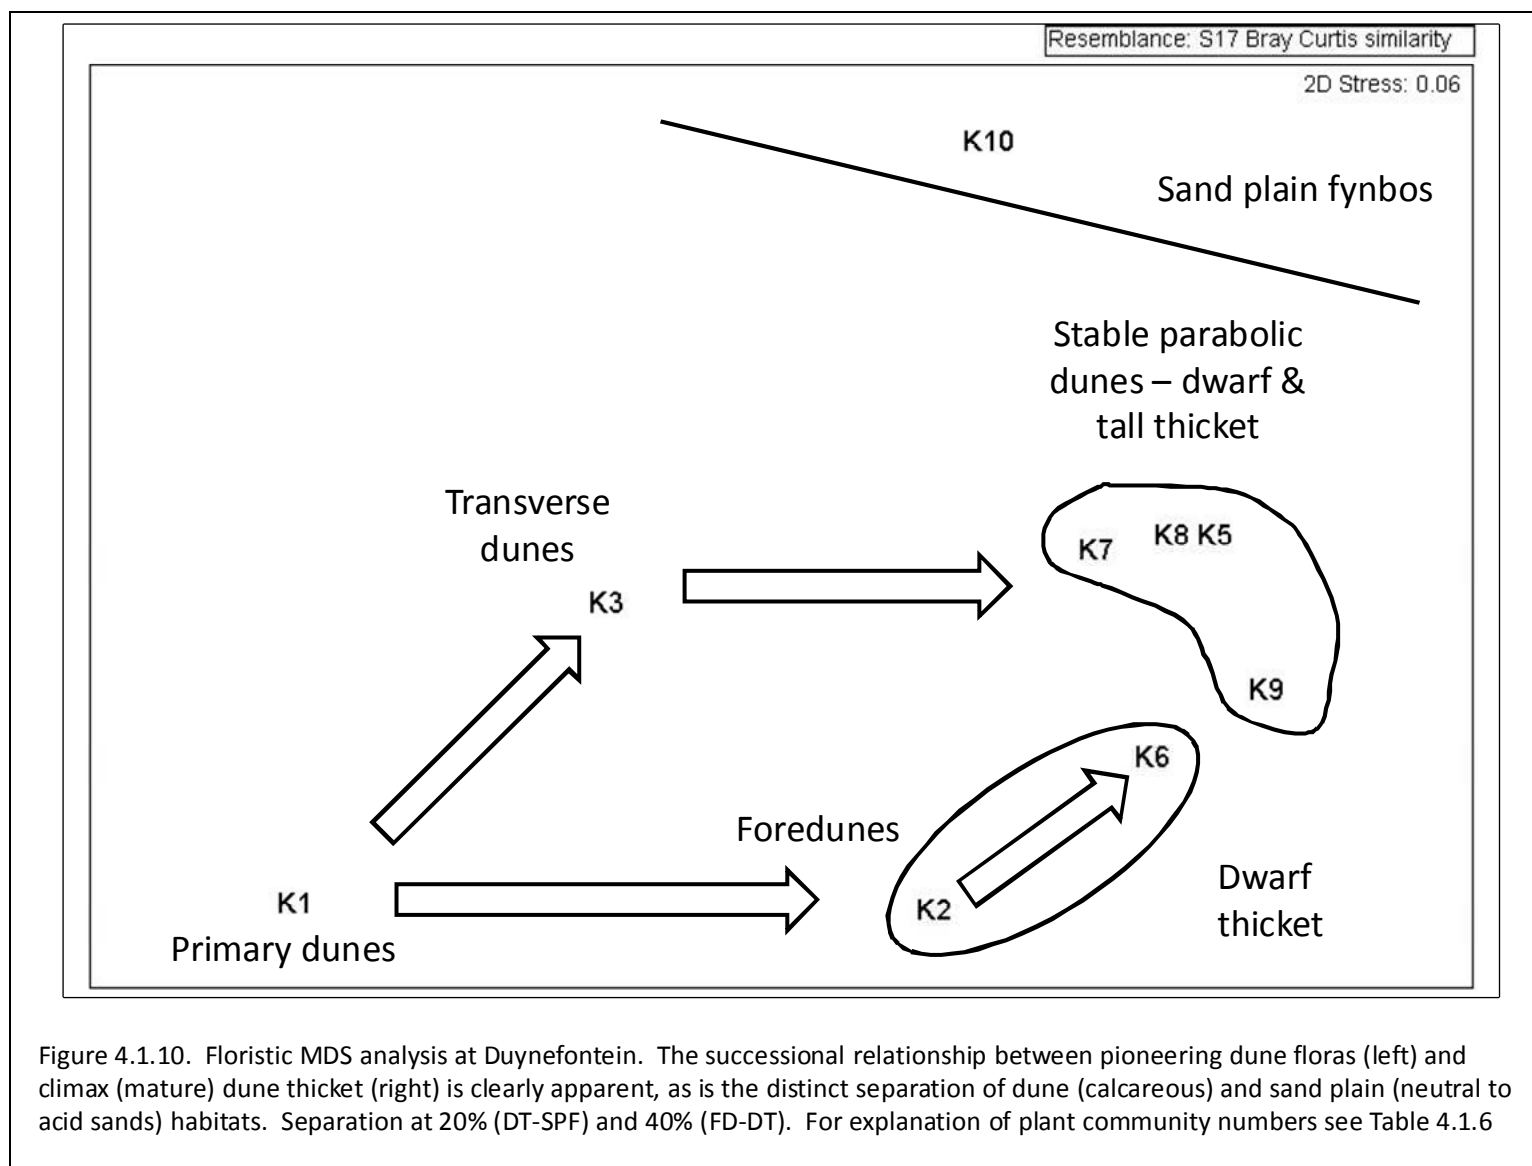 Resemblance: S17 Bray Curtis similarity
2D Stress: 0.06
K10
Sand plain fynbos
Stable parabolic
dunes – dwarf &
tall thicket
Transverse
dunes
K7
K8 K5
K3
K9
K6
Foredunes
Dwarf
thicket
K1
K2
Primary dunes
Figure 4.1.10.  Floristic MDS analysis at Duynefontein.  The successional relationship between pioneering dune floras (left) and
climax (mature) dune thicket (right) is clearly apparent, as is the distinct separation of dune (calcareous) and sand plain (neutral to
acid sands) habitats.  Separation at 20% (DT-SPF) and 40% (FD-DT).  For explanation of plant community numbers see Table 4.1.6